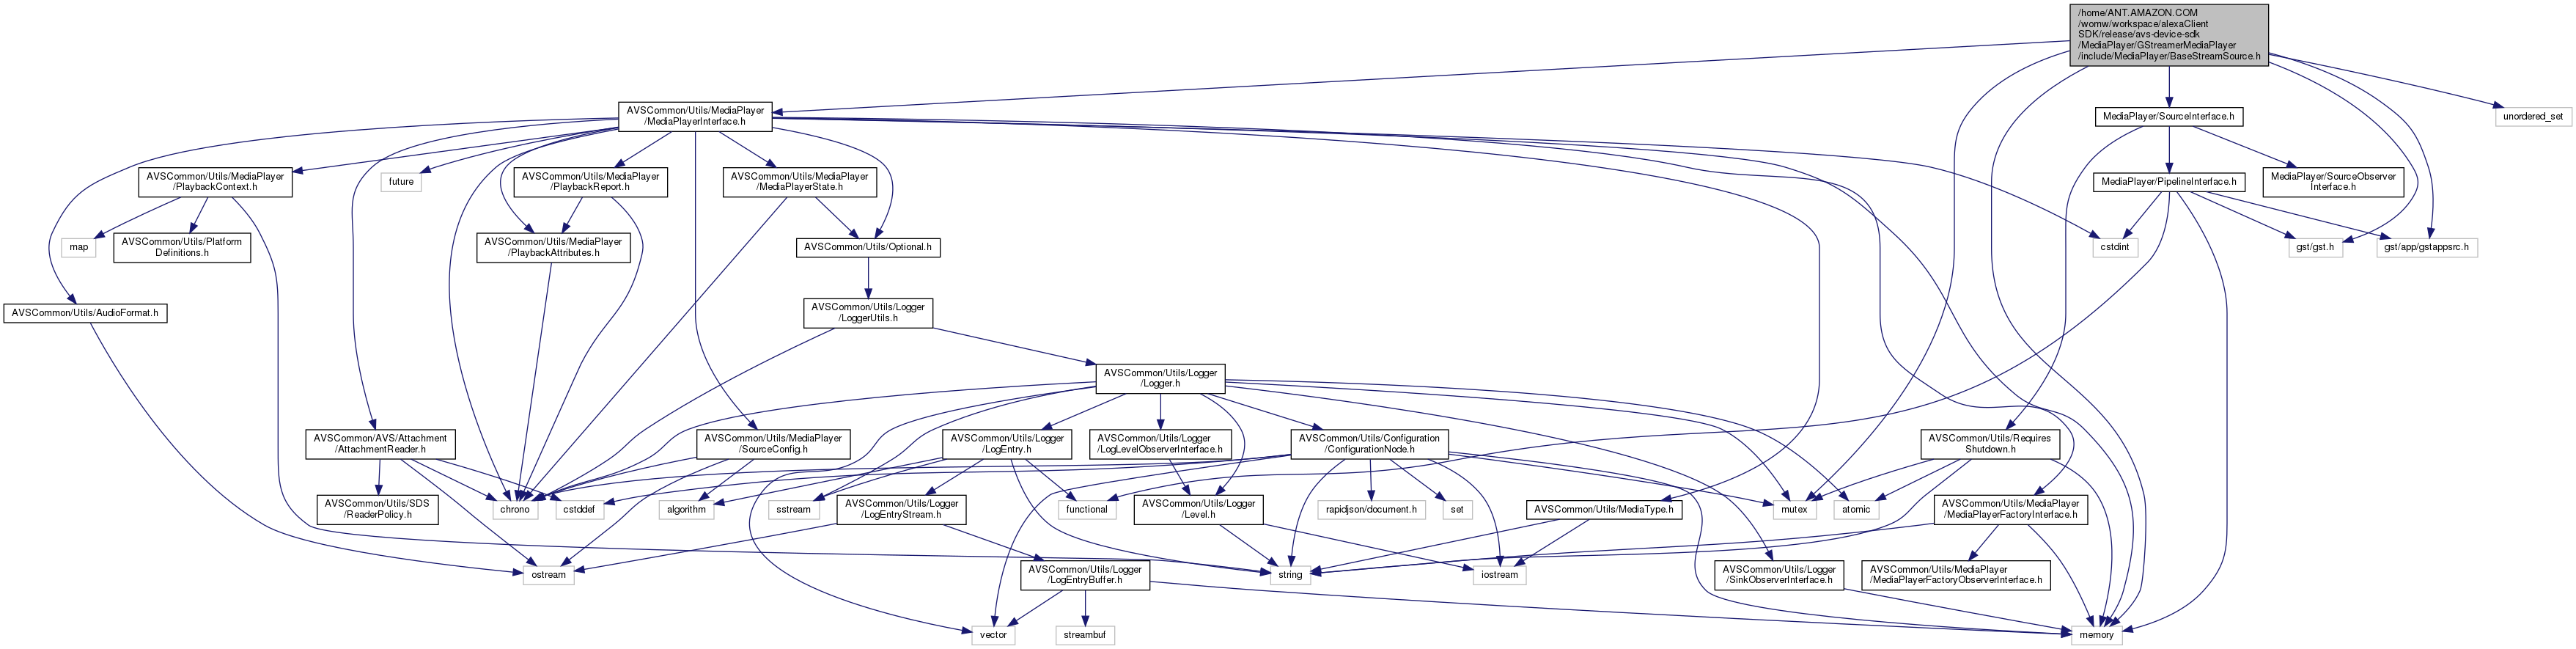 /home/ANT.AMAZON.COM
/womw/workspace/alexaClient
SDK/release/avs-device-sdk
/MediaPlayer/GStreamerMediaPlayer
/include/MediaPlayer/BaseStreamSource.h
AVSCommon/Utils/MediaPlayer
/MediaPlayerInterface.h
MediaPlayer/SourceInterface.h
unordered_set
AVSCommon/Utils/MediaPlayer
/PlaybackContext.h
future
AVSCommon/Utils/MediaPlayer
/PlaybackReport.h
AVSCommon/Utils/MediaPlayer
/MediaPlayerState.h
MediaPlayer/PipelineInterface.h
MediaPlayer/SourceObserver
Interface.h
map
AVSCommon/Utils/Platform
Definitions.h
AVSCommon/Utils/MediaPlayer
/PlaybackAttributes.h
AVSCommon/Utils/Optional.h
cstdint
gst/gst.h
gst/app/gstappsrc.h
AVSCommon/Utils/AudioFormat.h
AVSCommon/Utils/Logger
/LoggerUtils.h
AVSCommon/Utils/Logger
/Logger.h
AVSCommon/AVS/Attachment
/AttachmentReader.h
AVSCommon/Utils/MediaPlayer
/SourceConfig.h
AVSCommon/Utils/Logger
/LogEntry.h
AVSCommon/Utils/Logger
/LogLevelObserverInterface.h
AVSCommon/Utils/Configuration
/ConfigurationNode.h
AVSCommon/Utils/Requires
Shutdown.h
AVSCommon/Utils/SDS
/ReaderPolicy.h
chrono
cstddef
algorithm
sstream
AVSCommon/Utils/Logger
/LogEntryStream.h
functional
AVSCommon/Utils/Logger
/Level.h
rapidjson/document.h
set
AVSCommon/Utils/MediaType.h
mutex
atomic
AVSCommon/Utils/MediaPlayer
/MediaPlayerFactoryInterface.h
ostream
AVSCommon/Utils/Logger
/LogEntryBuffer.h
string
iostream
AVSCommon/Utils/Logger
/SinkObserverInterface.h
AVSCommon/Utils/MediaPlayer
/MediaPlayerFactoryObserverInterface.h
vector
streambuf
memory